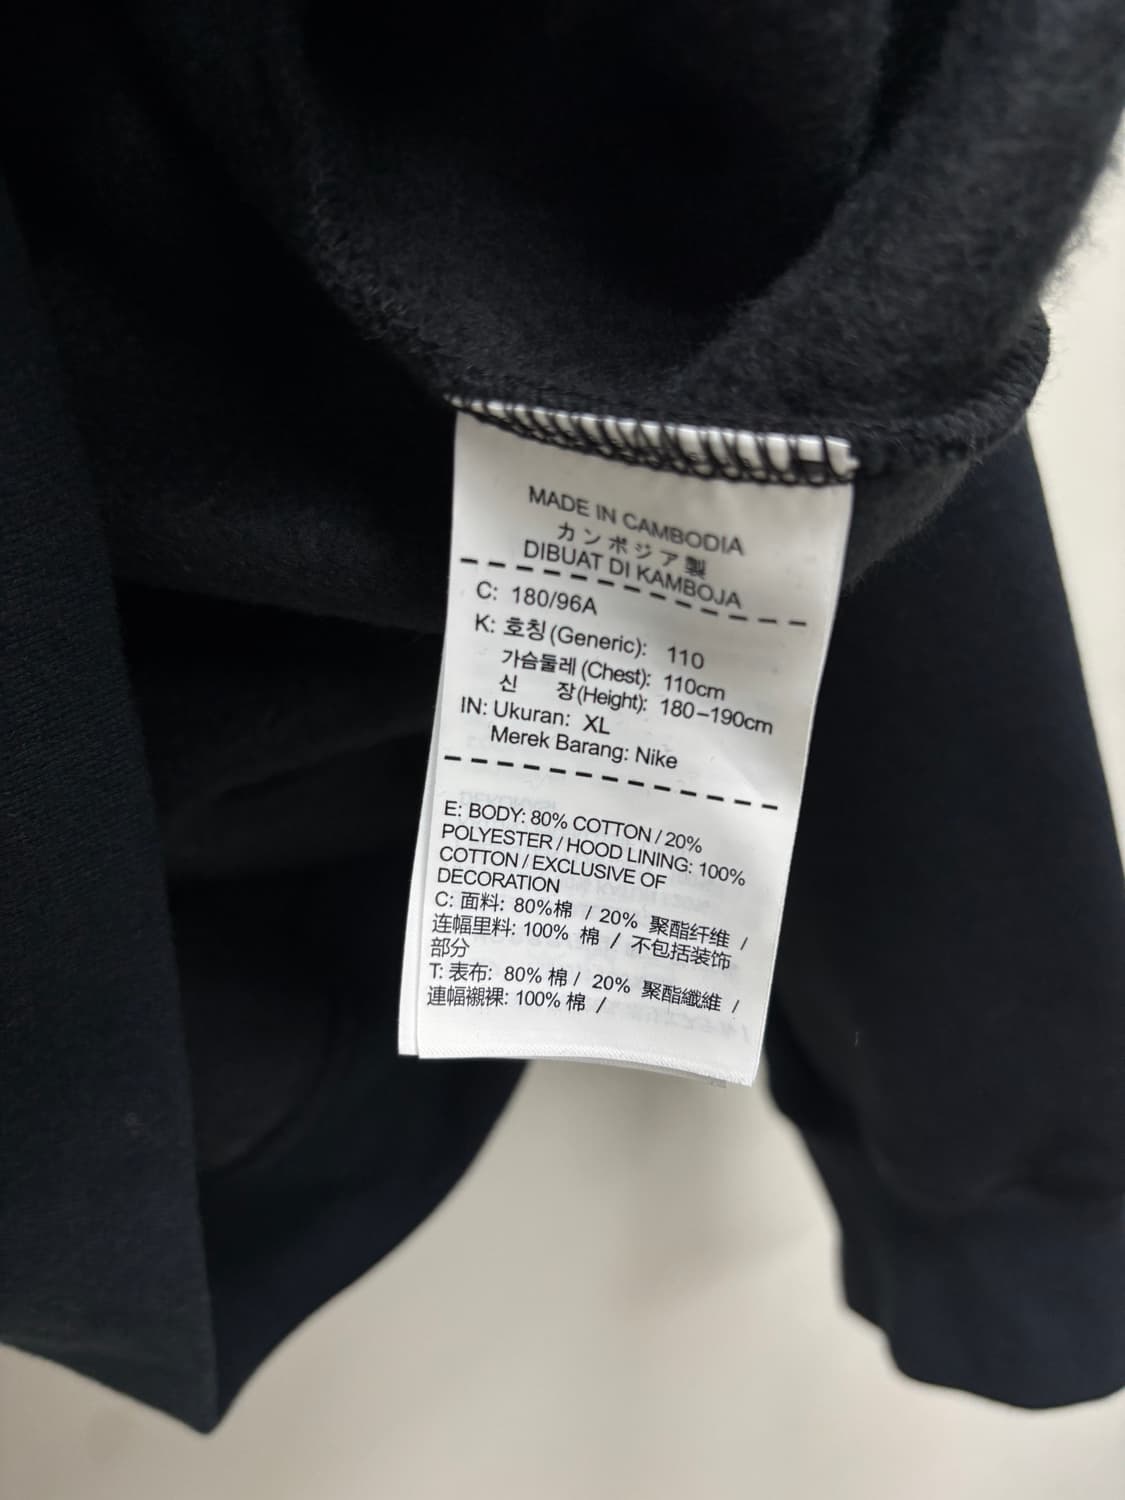 MADE IN CAMBODIA
カンボジア製
DIBUAT DI KAMBOJA
C: 180/96A
K: 호칭(Generic): 110
가슴둘레 (Chest): 110cm
신 장(Height): 180-190cm
IN: Ukuran: XL
Merek Barang: Nike
E: BODY: 80% COTTON / 20%
POLYESTER / HOOD LINING: 100%
COTTON / EXCLUSIVE OF
DECORATION
C: 面料: 80%棉 / 20% 聚酯纤维 /
连幅里料: 100% 棉 / 不包括装饰
部分
T: 表布: 80% 棉 / 20% 聚酯纖維 /
連幅襯裸: 100% 棉 /